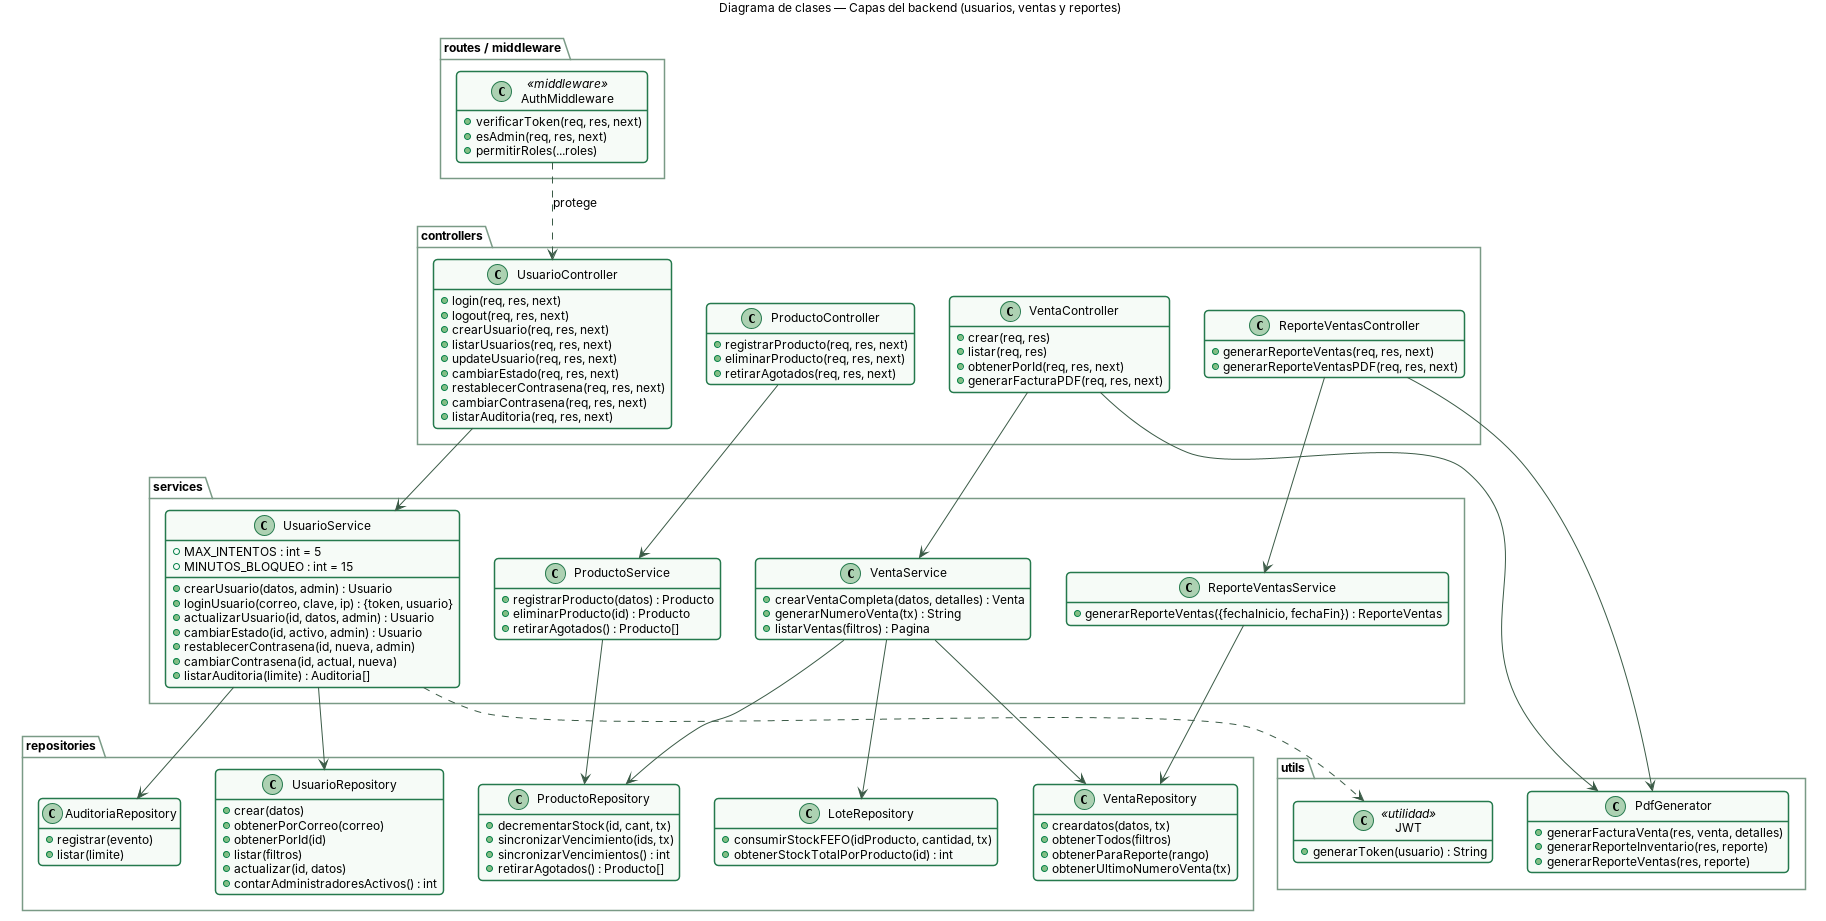 Diagrama de clases — Capas del backend (usuarios, ventas y reportes)
routes / middleware
C
«middleware»
AuthMiddleware
verificarToken(req, res, next)
esAdmin(req, res, next)
permitirRoles(...roles)
protege
controllers
C UsuarioController
login(req, res, next)
logout(req, res, next)
crearUsuario(req, res, next)
listarUsuarios(req, res, next)
updateUsuario(req, res, next)
cambiarEstado(req, res, next)
restablecerContrasena(req, res, next)
cambiarContrasena(req, res, next)
listarAuditoria(req, res, next)
C ProductoController
registrarProducto(req, res, next)
eliminarProducto(req, res, next)
retirarAgotados(req, res, next)
C VentaController
crear(req, res)
listar(req, res)
obtenerPorId(req, res, next)
generarFacturaPDF(req, res, next)
C ReporteVentasController
generarReporteVentas(req, res, next)
generarReporteVentasPDF(req, res, next)
services
C UsuarioService
MAX_INTENTOS : int = 5
MINUTOS_BLOQUEO : int = 15
crearUsuario(datos, admin) : Usuario
loginUsuario(correo, clave, ip) : {token, usuario}
actualizarUsuario(id, datos, admin) : Usuario
cambiarEstado(id, activo, admin) : Usuario
restablecerContrasena(id, nueva, admin)
cambiarContrasena(id, actual, nueva)
listarAuditoria(limite) : Auditoria[]
C ProductoService
registrarProducto(datos) : Producto
eliminarProducto(id) : Producto
retirarAgotados() : Producto[]
C VentaService
crearVentaCompleta(datos, detalles) : Venta
generarNumeroVenta(tx) : String
listarVentas(filtros) : Pagina
C ReporteVentasService
generarReporteVentas({fechaInicio, fechaFin}) : ReporteVentas
repositories
C AuditoriaRepository
registrar(evento)
listar(limite)
C UsuarioRepository
crear(datos)
obtenerPorCorreo(correo)
obtenerPorId(id)
listar(filtros)
actualizar(id, datos)
contarAdministradoresActivos() : int
C ProductoRepository
decrementarStock(id, cant, tx)
sincronizarVencimiento(ids, tx)
sincronizarVencimientos() : int
retirarAgotados() : Producto[]
C LoteRepository
consumirStockFEFO(idProducto, cantidad, tx)
obtenerStockTotalPorProducto(id) : int
C VentaRepository
creardatos(datos, tx)
obtenerTodos(filtros)
obtenerParaReporte(rango)
obtenerUltimoNumeroVenta(tx)
utils
C
«utilidad»
JWT
generarToken(usuario) : String
C PdfGenerator
generarFacturaVenta(res, venta, detalles)
generarReporteInventario(res, reporte)
generarReporteVentas(res, reporte)